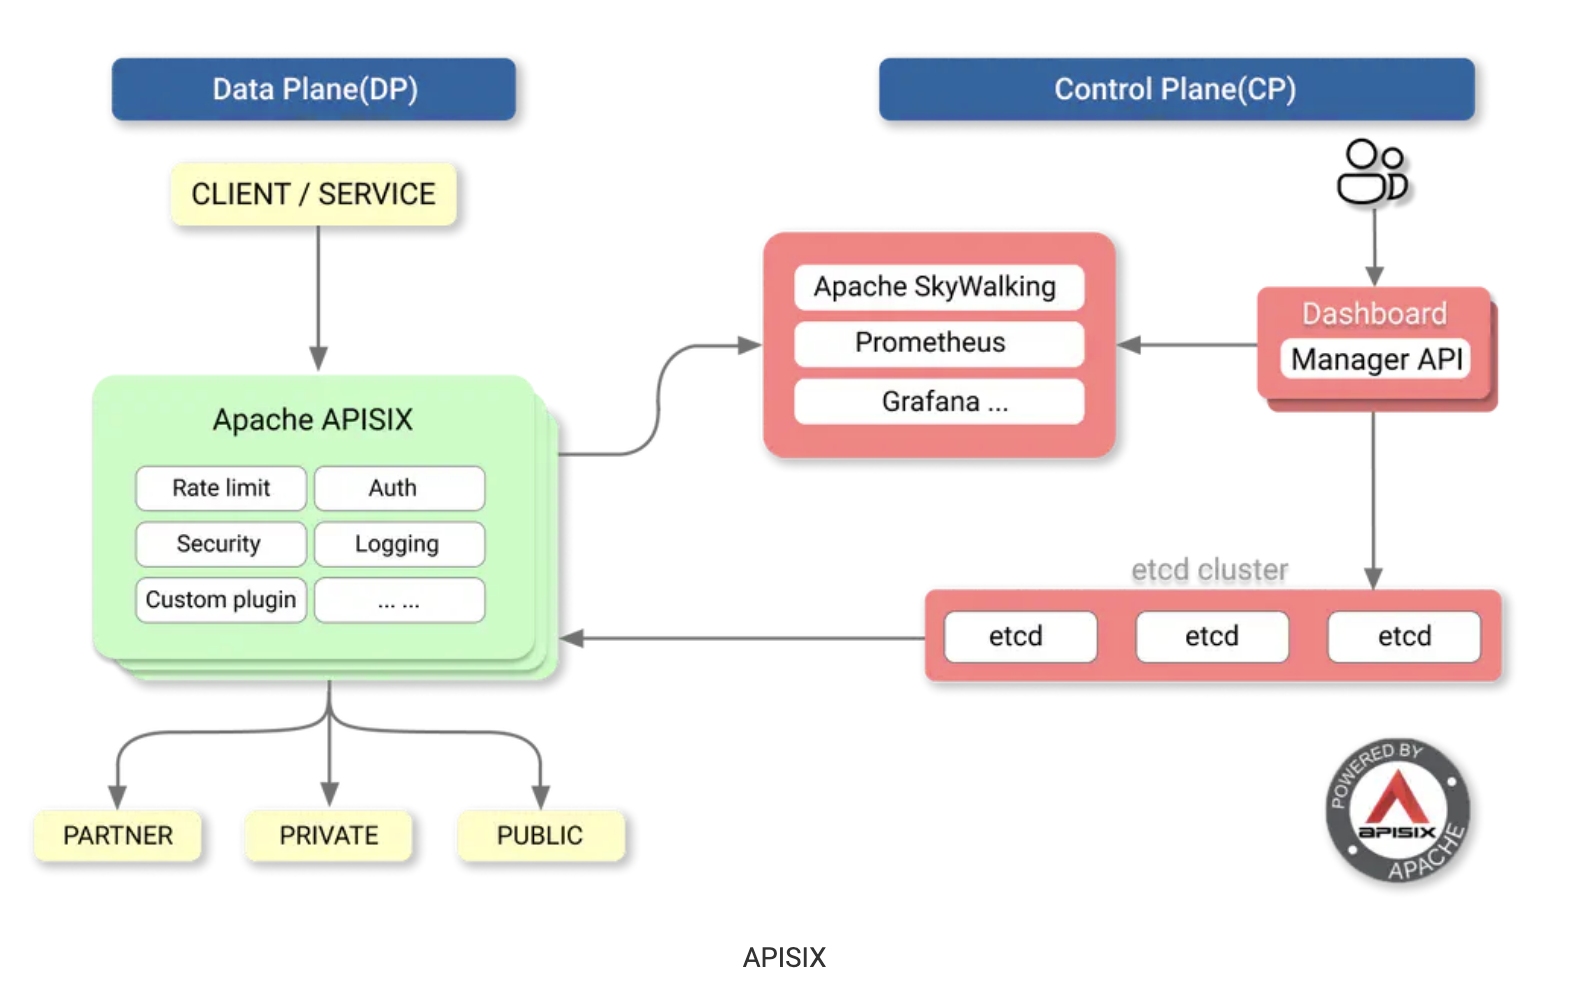 Data Plane(DP)
Control Plane(CP)
CLIENT / SERVICE
Apache SkyWalking
Prometheus
Grafana ...
Dashboard
Manager API
Apache APISIX
Rate limit
Auth
Security
Logging
Custom plugin
... ...
etcd cluster
etcd
etcd
etcd
PARTNER
PRIVATE
PUBLIC
POWERED BY
APISIX
APACHE
APISIX